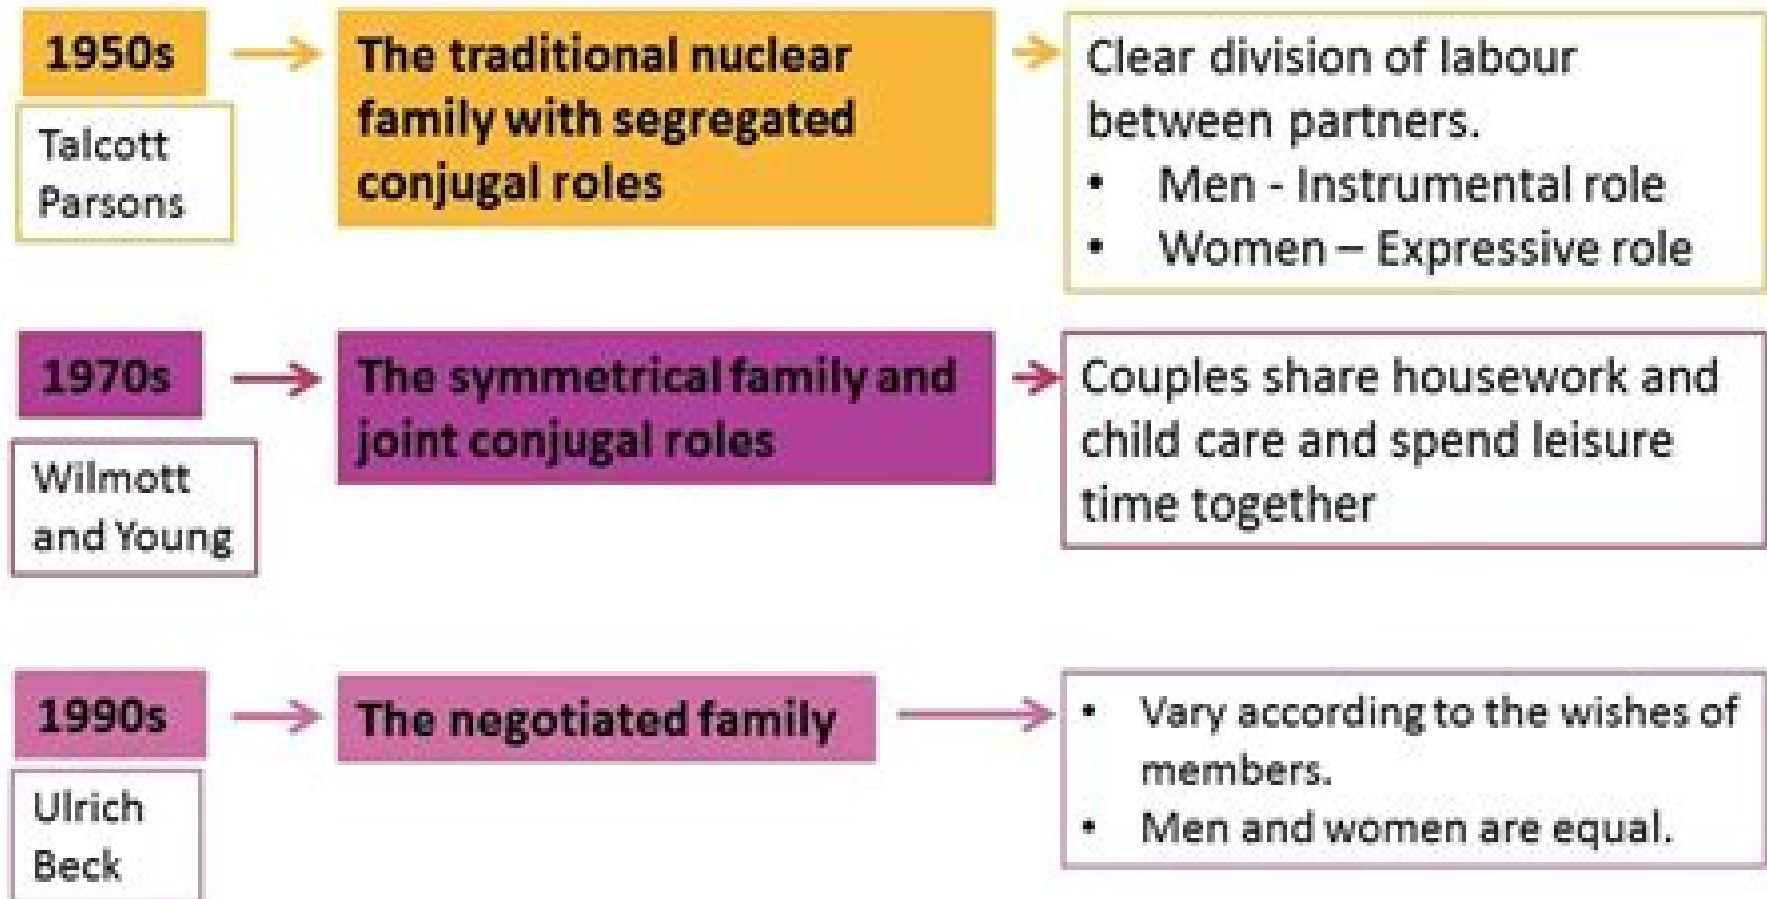 1950s
Talcott
Parsons
The traditional nuclear
family with segregated
conjugal roles
Clear division of labour
between partners.
• Men - Instrumental role
• Women – Expressive role
1970s
Wilmott
and Young
The symmetrical family and
joint conjugal roles
Couples share housework and
child care and spend leisure
time together
1990s
Ulrich
Beck
The negotiated family
• Vary according to the wishes of
members.
• Men and women are equal.